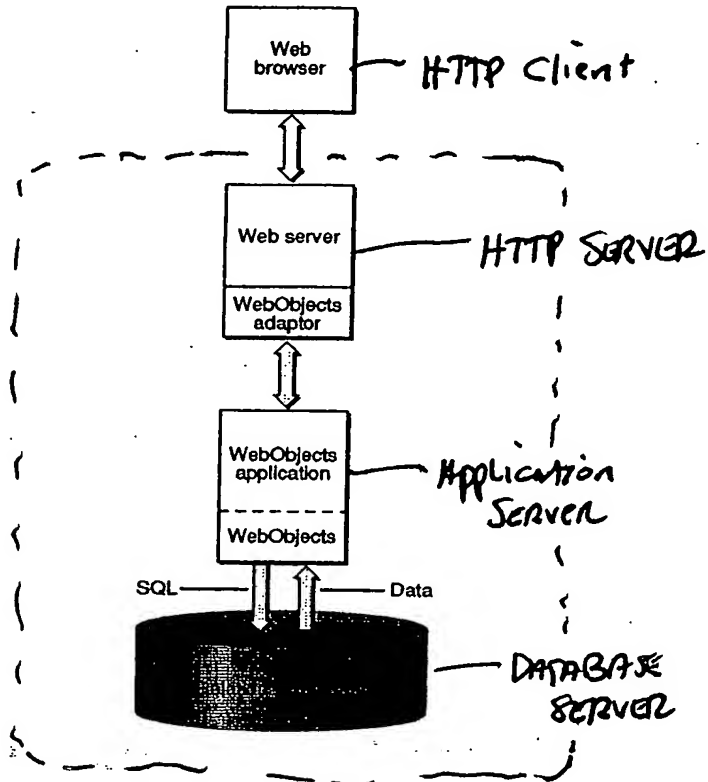 Web
browser
HTTP Client
Web server
HTTP SERVER
WebObjects
adaptor
WebObjects
application
Application
SERVER
WebObjects
SQL
Data
DATABASE
SERVER